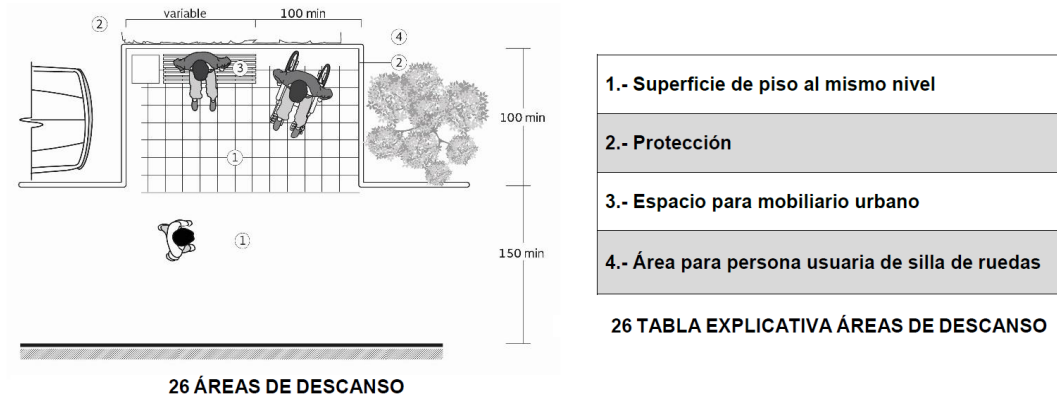 variable
100 min
2
4
3
2
100 min
1
1
150 min
26 ÁREAS DE DESCANSO
1.- Superficie de piso al mismo nivel
2.- Protección
3.- Espacio para mobiliario urbano
4.- Área para persona usuaria de silla de ruedas
26 TABLA EXPLICATIVA ÁREAS DE DESCANSO